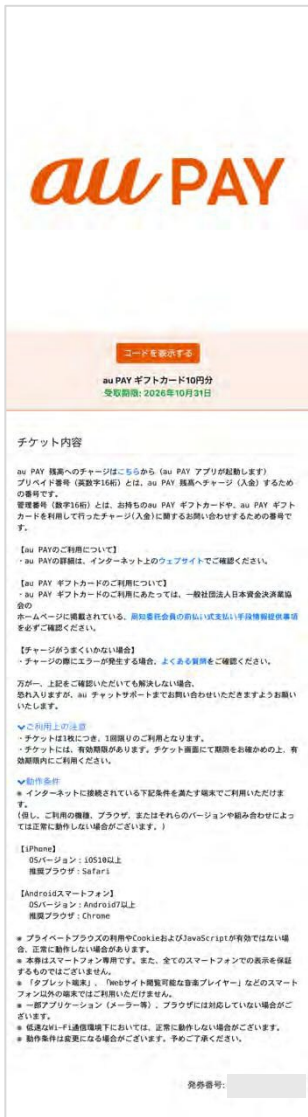 au PAY
コードを表示する
au PAY ギフトカード10円分
受取期限: 2026年10月31日
チケット内容
au PAY 残高へのチャージはこちらから (au PAY アプリが起動します)
プリペイド番号 (英数字16桁) とは、au PAY 残高へチャージ (入金) するため
の番号です。
管理番号 (数字16桁) とは、お持ちのau PAY ギフトカードや、au PAY ギフト
カードを利用して行ったチャージ(入金)に関するお問い合わせするための番号で
す。
【au PAYのご利用について】
・au PAYの詳細は、インターネット上のウェブサイトでご確認ください。
【au PAY ギフトカードのご利用について】
・au PAY ギフトカードのご利用にあたっては、一般社団法人日本資金決済業協
会の
ホームページに掲載されている、周知委託会員の前払い式支払い手段情報提供事項
を必ずご確認ください。
【チャージがうまくいかない場合】
・チャージの際にエラーが発生する場合、よくある質問をご確認ください。
万が一、上記をご確認いただいても解決しない場合、
恐れ入りますが、au チャットサポートまでお問い合わせいただきますようお願い
いたします。
ご利用上の注意
・チケットは1枚につき、1回限りのご利用となります。
・チケットには、有効期限があります。チケット画面にて期限をお確かめの上、有
効期限内にご利用ください。
動作条件
※ インターネットに接続されている下記条件を満たす端末でご利用いただけま
す。
(但し、ご利用の機種、ブラウザ、またはそれらのバージョンや組み合わせによっ
ては正常に動作しない場合がございます。)
【iPhone】
OSバージョン：iOS10以上
推奨ブラウザ：Safari
【Androidスマートフォン】
OSバージョン：Android7以上
推奨ブラウザ：Chrome
※ プライベートブラウズの利用やCookieおよびJavaScriptが有効ではない場
合、正常に動作しない場合があります。
※ 本券はスマートフォン専用です。また、全てのスマートフォンでの表示を保証
するものではございません。
※ 「タブレット端末」、「Webサイト閲覧可能な音楽プレイヤー」などのスマート
フォン以外の端末ではご利用いただけません。
※ 一部アプリケーション (メーラー等) 、ブラウザには対応していない場合がご
ざいます。
※ 低速なWi-Fi通信環境下においては、正常に動作しない場合がございます。
※ 動作条件は変更になる場合がございます。予めご了承ください。
発券番号: